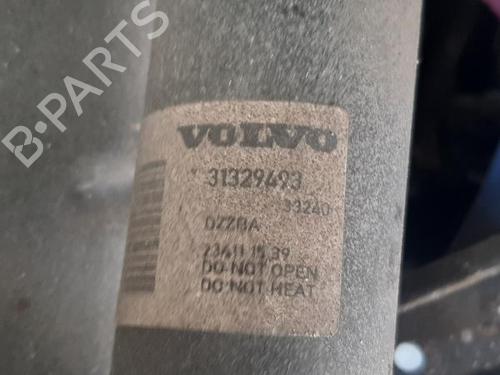 B-PARTS
VOLVO
31329493
33240
DZZBA
DO NOT OPEN
DO NOT HEAT